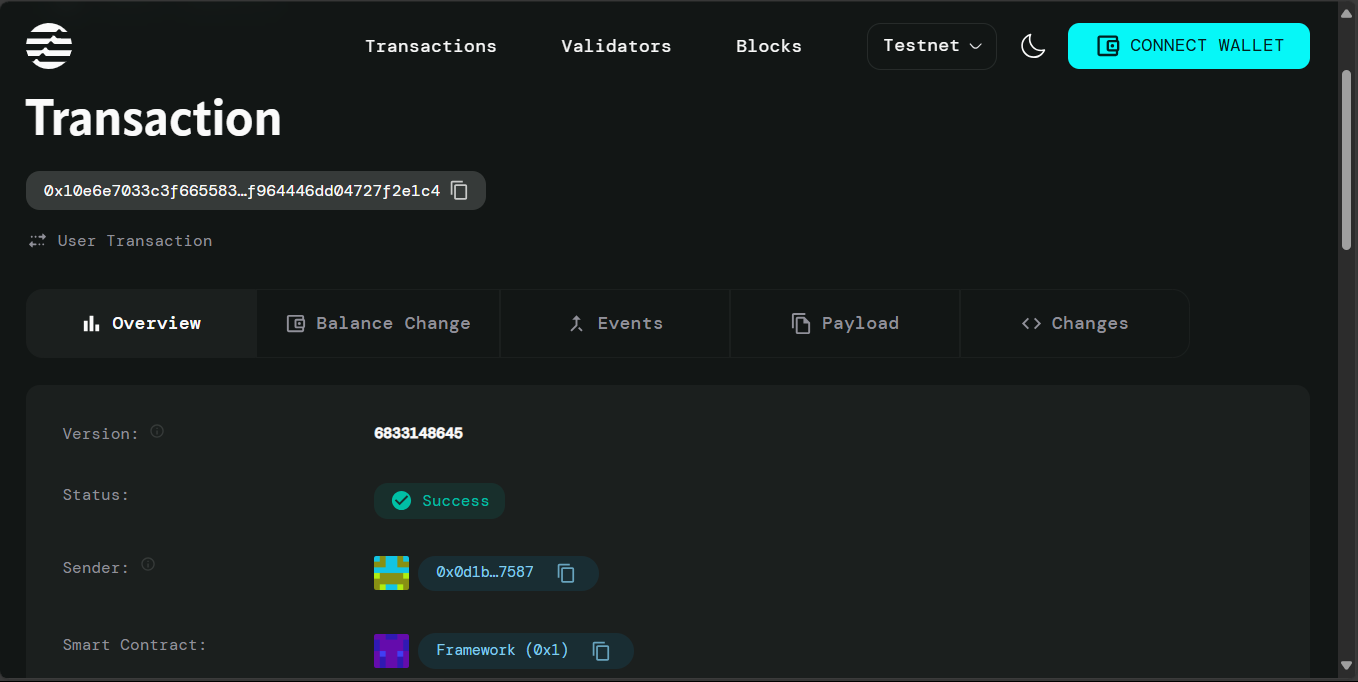 Transactions Validators Blocks Testnet CONNECT WALLET
Transaction
0x10e6e7033c3f665583…f964446dd04727f2e1c4
User Transaction
Overview Balance Change Events Payload Changes
Version: 6833148645
Status: Success
Sender: 0x0d1b…7587
Smart Contract: Framework (0x1)